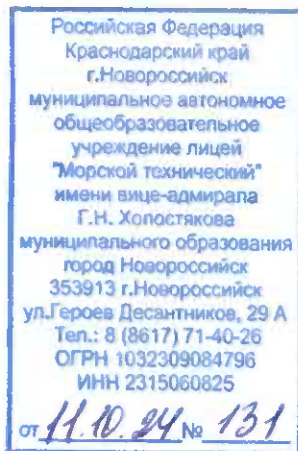 Российская Федерация
Краснодарский край
г.Новороссийск
муниципальное автономное
общеобразовательное
учреждение лицей
"Морской технический"
имени вице-адмирала
Г.Н. Холостякова
муниципального образования
город Новороссийск
353913 г.Новороссийск
ул.Героев Десантников, 29 А
Тел.: 8 (8617) 71-40-26
ОГРН 1032309084796
ИНН 2315060825
от 11.10.24 № 131